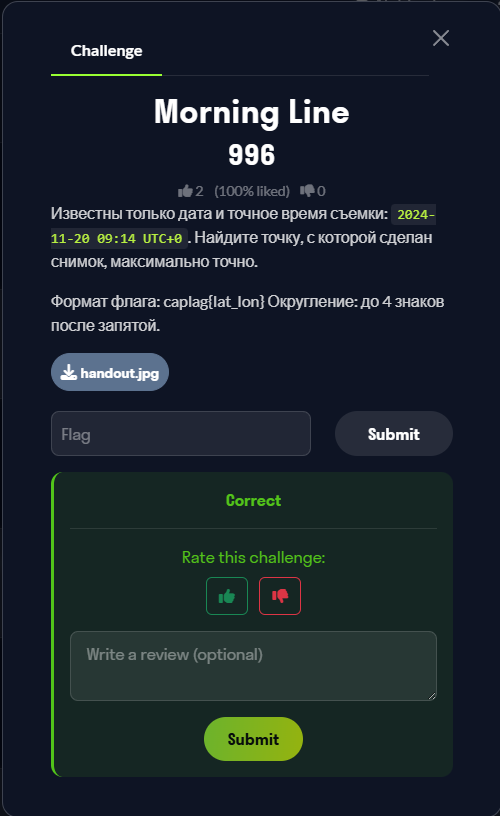 Challenge
Morning Line
996
2 (100% liked) 0
Известны только дата и точное время съемки: 2024-
11-20 09:14 UTC+0 . Найдите точку, с которой сделан
снимок, максимально точно.
Формат флага: caplag{lat_lon} Округление: до 4 знаков
после запятой.
handout.jpg
Flag
Submit
Correct
Rate this challenge:
Write a review (optional)
Submit